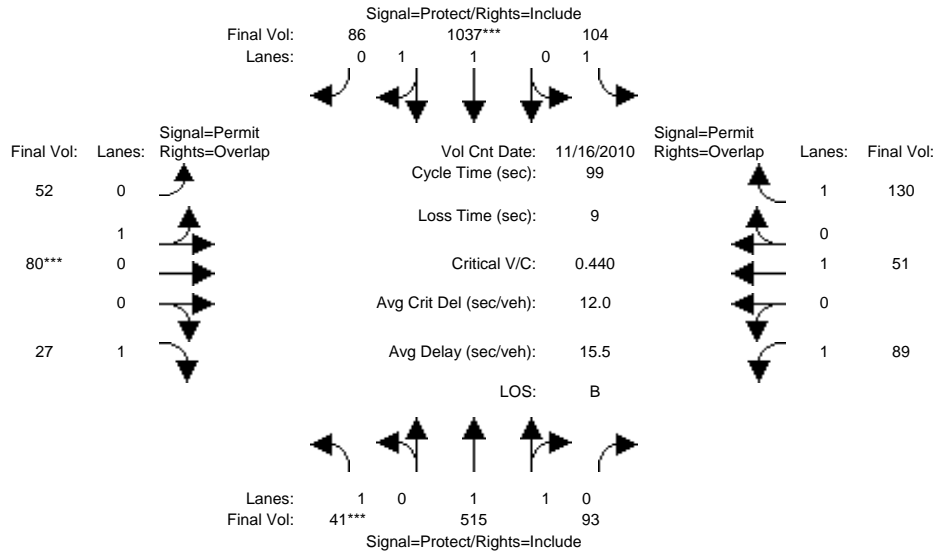 Signal=Protect/Rights=Include
Final Vol: 86 1037*** 104
Lanes: 0 1 1 0 1
Signal=Permit Signal=Permit
Final Vol: Lanes: Rights=Overlap Vol Cnt Date: 11/16/2010 Rights=Overlap Lanes: Final Vol:
Cycle Time (sec): 99
52 0 1 130
Loss Time (sec): 9
1 0
80*** 0 Critical V/C: 0.440 1 51
0 Avg Crit Del (sec/veh): 12.0 0
27 1 Avg Delay (sec/veh): 15.5 1 89
LOS: B
Lanes: 1 0 1 1 0
Final Vol: 41*** 515 93
Signal=Protect/Rights=Include